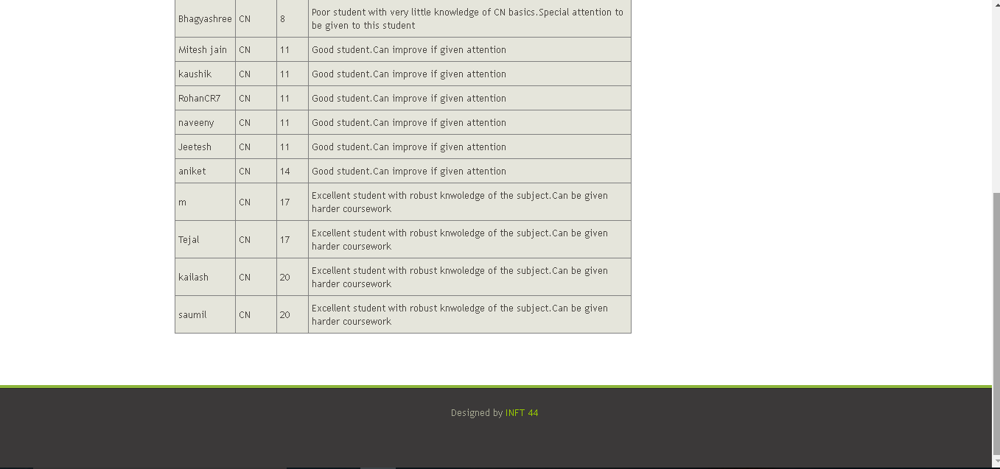 Bhagyashree CN 8 Poor student with very little knowledge of CN basics.Special attention to
be given to this student
Mitesh jain CN 11 Good student.Can improve if given attention
kaushik CN 11 Good student.Can improve if given attention
RohanCR7 CN 11 Good student.Can improve if given attention
naveeny CN 11 Good student.Can improve if given attention
Jeetesh CN 11 Good student.Can improve if given attention
aniket CN 14 Good student.Can improve if given attention
m CN 17 Excellent student with robust knwoledge of the subject.Can be given
harder coursework
Tejal CN 17 Excellent student with robust knwoledge of the subject.Can be given
harder coursework
kailash CN 20 Excellent student with robust knwoledge of the subject.Can be given
harder coursework
saumil CN 20 Excellent student with robust knwoledge of the subject.Can be given
harder coursework
Designed by INFT 44